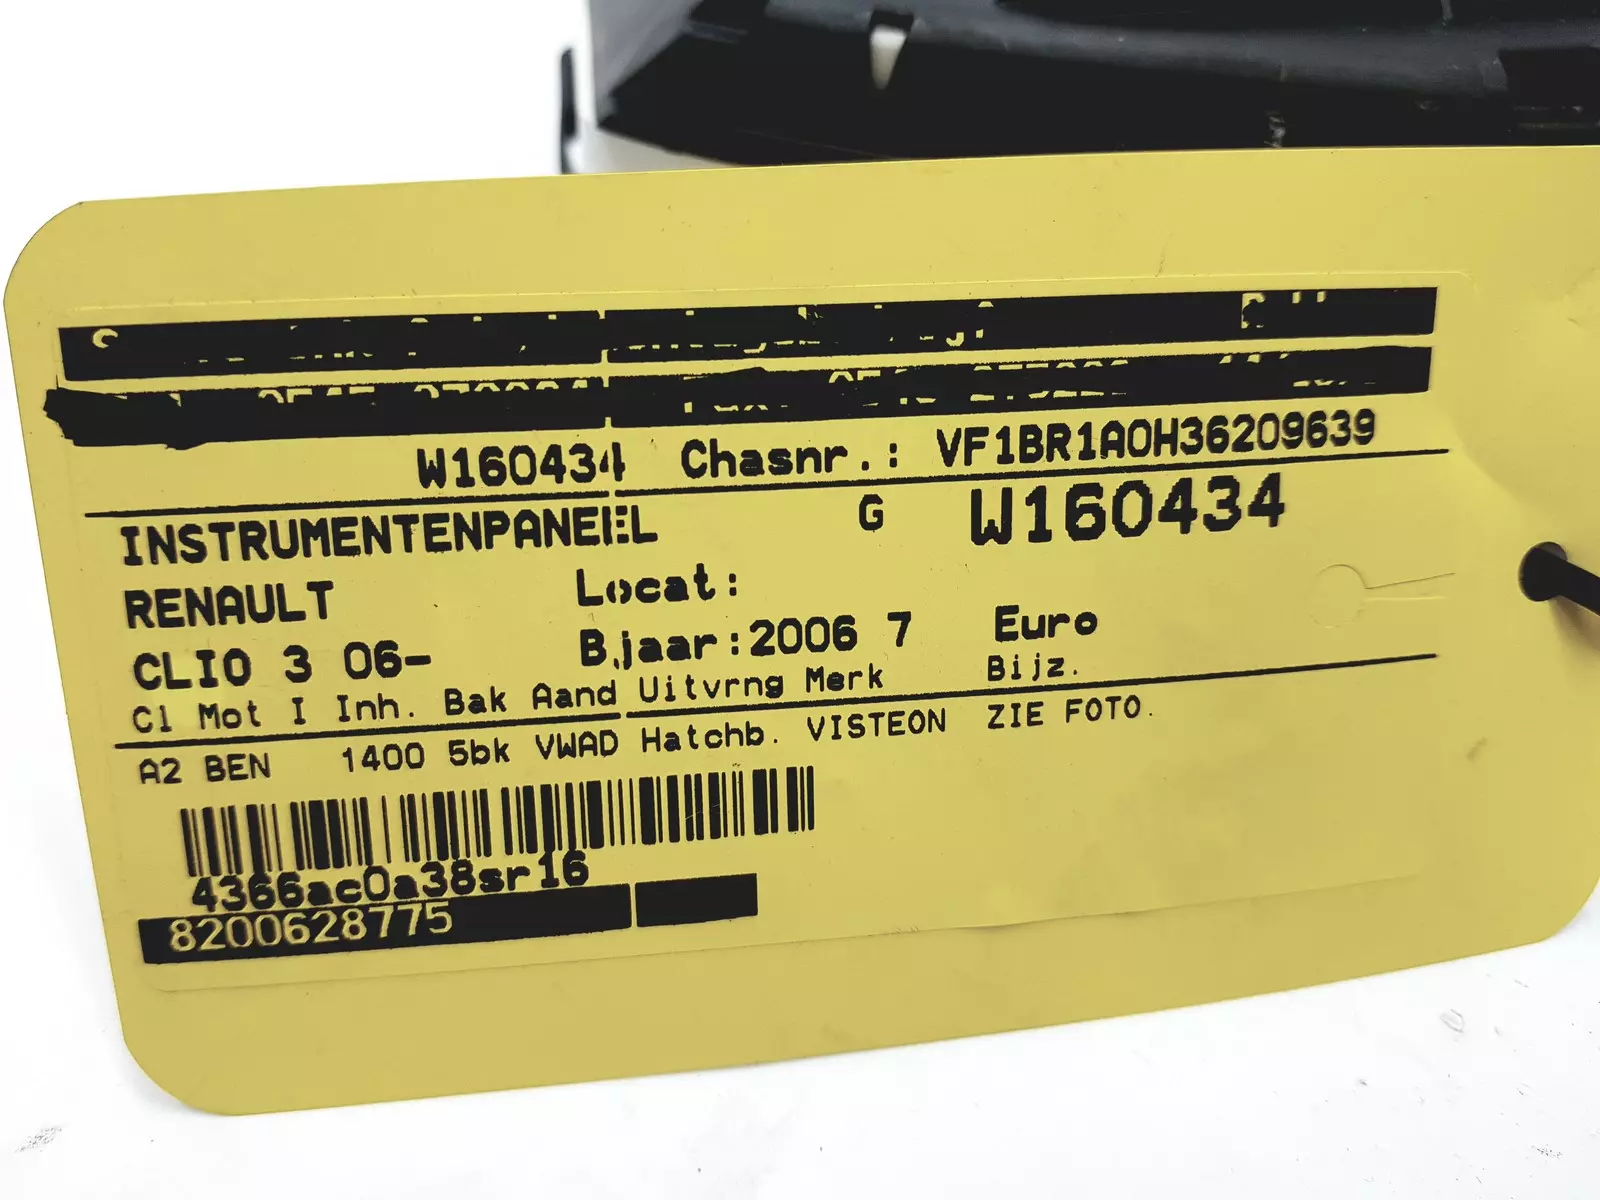 W160434 Chasnr.: VF1BR1A0H36209639
INSTRUMENTENPANEEL G W160434
RENAULT Locat:
CLIO 3 06- B.jaar:2006 7 Euro
Cl Mot I Inh. Bak Aand Uitvrng Merk Bijz.
A2 BEN 1400 5bk VWAD Hatchb. VISTEON ZIE FOTO.
4366ac0a38sr16
8200628775